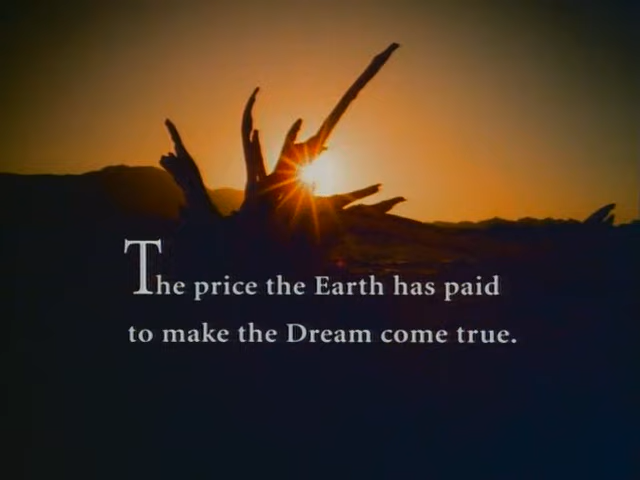 The price the Earth has paid
to make the Dream come true.